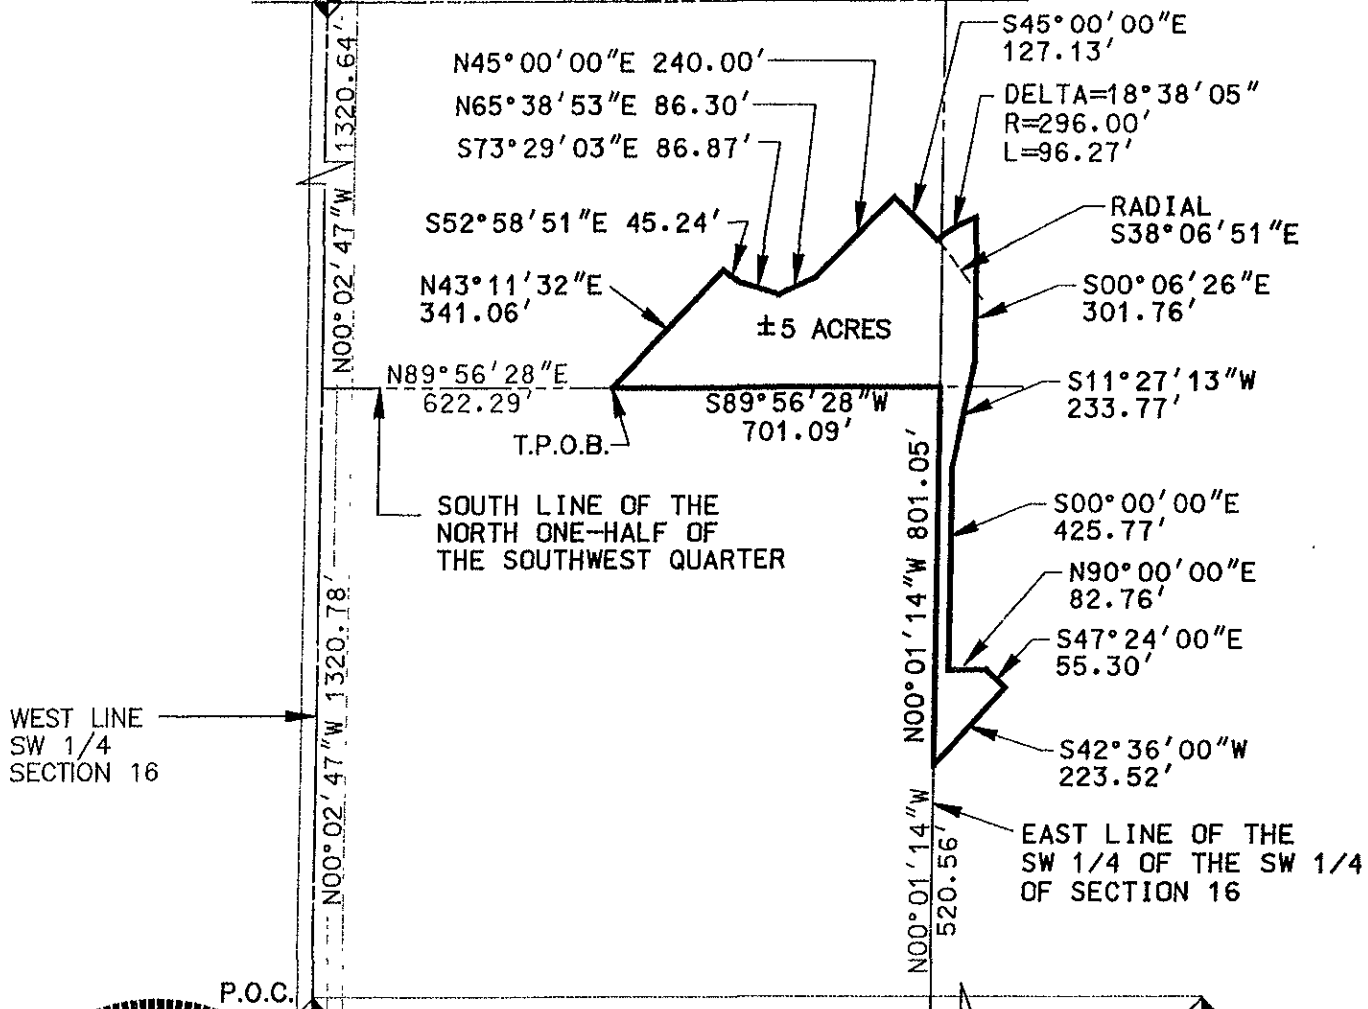 1320.64'
N00°02'47"W
N45°00'00"E 240.00'
N65°38'53"E 86.30'
S73°29'03"E 86.87'
S52°58'51"E 45.24'
N43°11'32"E
341.06'
S45°00'00"E
127.13'
DELTA=18°38'05"
R=296.00'
L=96.27'
RADIAL
S38°06'51"E
S00°06'26"E
301.76'
±5 ACRES
N89°56'28"E
622.29'
S89°56'28"W
701.09'
T.P.O.B.
S11°27'13"W
233.77'
SOUTH LINE OF THE
NORTH ONE-HALF OF
THE SOUTHWEST QUARTER
N00°01'14"W 801.05'
S00°00'00"E
425.77'
N90°00'00"E
82.76'
S47°24'00"E
55.30'
N00°02'47"W 1320.78'
WEST LINE
SW 1/4
SECTION 16
S42°36'00"W
223.52'
N00°01'14"W
520.56'
EAST LINE OF THE
SW 1/4 OF THE SW 1/4
OF SECTION 16
P.O.C.